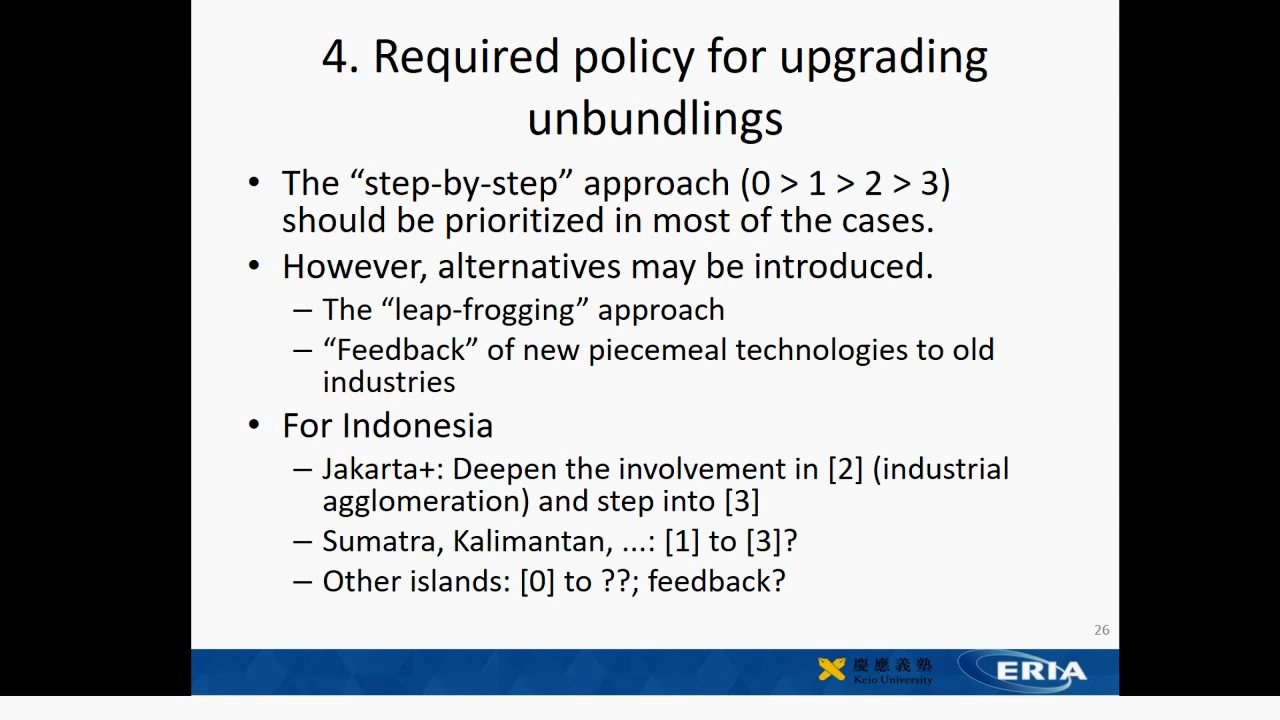 4. Required policy for upgrading
unbundlings
• The “step-by-step” approach (0 > 1 > 2 > 3)
should be prioritized in most of the cases.
• However, alternatives may be introduced.
– The “leap-frogging” approach
– “Feedback” of new piecemeal technologies to old
industries
• For Indonesia
– Jakarta+: Deepen the involvement in [2] (industrial
agglomeration) and step into [3]
– Sumatra, Kalimantan, ...: [1] to [3]?
– Other islands: [0] to ??; feedback?
26
慶應義塾
Keio University
ERIA